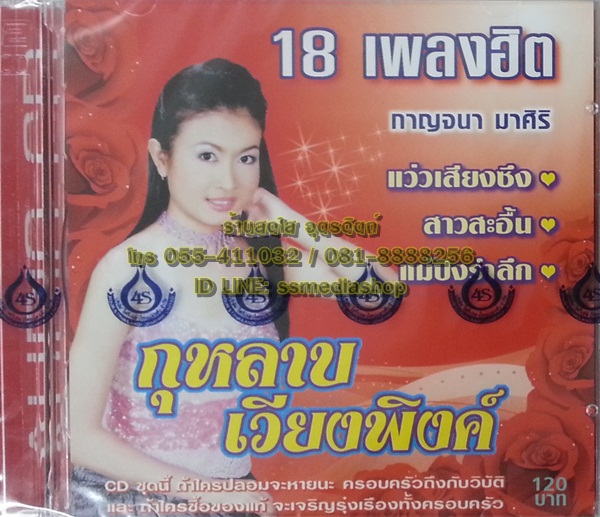 18 เพลงฮิต
กาญจนา มาศิริ
แว่วเสียงซึง
สาวสะอื้น
แม่ปิงรำลึก
ร้านสดใส อุตรดิตถ์
โทร 055-411032 / 081-8888256
ID LINE: ssmediashop
กุหลาบ
เวียงพิงค์
CD ชุดนี้ ถ้าใครปลอมจะหายนะ ครอบครัวถึงกับวิบัติ
และ ถ้าใครซื้อของแท้ จะเจริญรุ่งเรืองทั้งครอบครัว
120
บาท